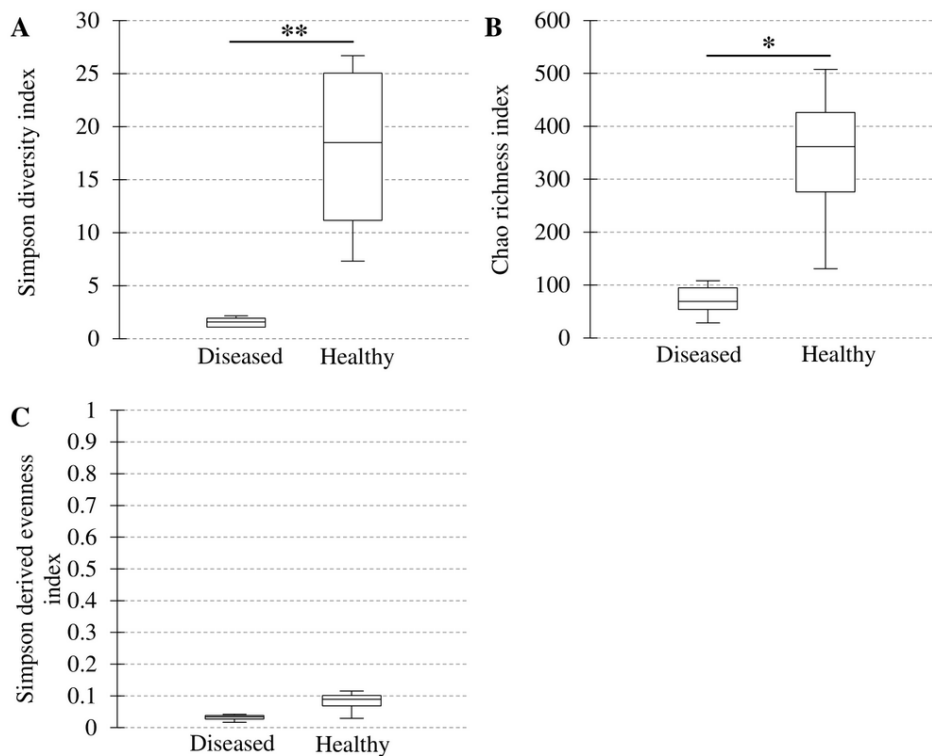 A
Simpson diversity index
30
25
20
15
10
5
0
**
Diseased
Healthy
B
Chao richness index
600
500
400
300
200
100
0
*
Diseased
Healthy
C
Simpson derived evenness
index
1
0.9
0.8
0.7
0.6
0.5
0.4
0.3
0.2
0.1
0
Diseased
Healthy